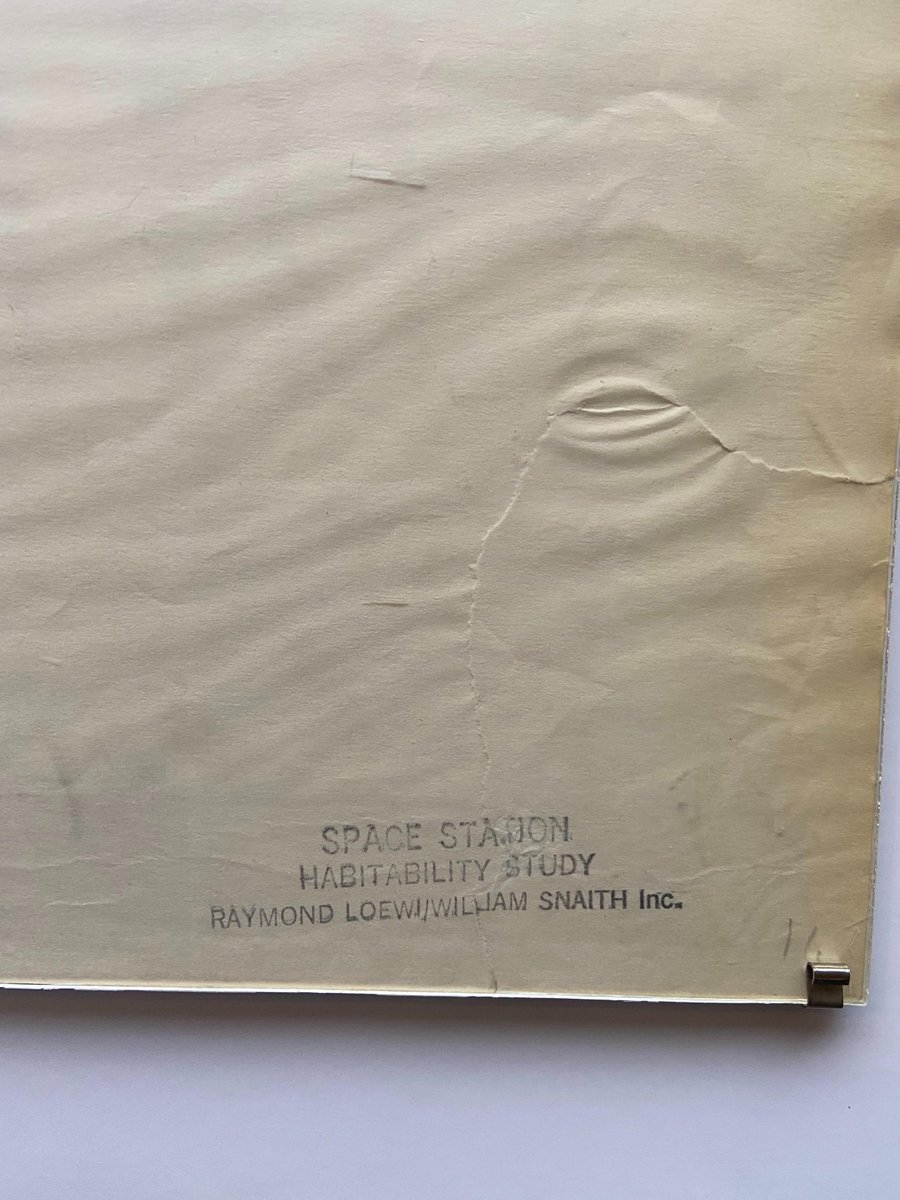 SPACE STATION
HABITABILITY STUDY
RAYMOND LOEWI/WILLIAM SNAITH Inc.